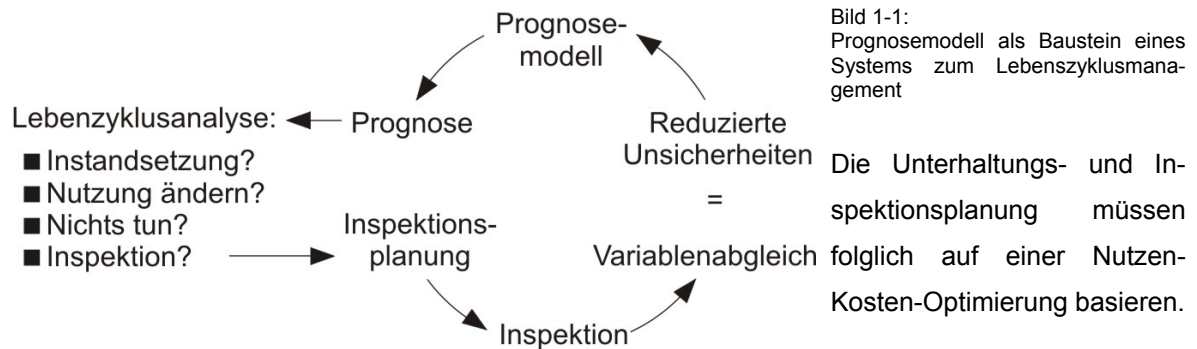 Prognose-
modell
Prognose
Lebenzyklusanalyse:
■ Instandsetzung?
■ Nutzung ändern?
■ Nichts tun?
■ Inspektion?
Inspektions-
planung
Inspektion
Variablenabgleich
=
Reduzierte
Unsicherheiten
Bild 1-1:
Prognosemodell als Baustein eines
Systems zum Lebenszyklusmana-
gement
Die Unterhaltungs- und In-
spektionsplanung müssen
folglich auf einer Nutzen-
Kosten-Optimierung basieren.